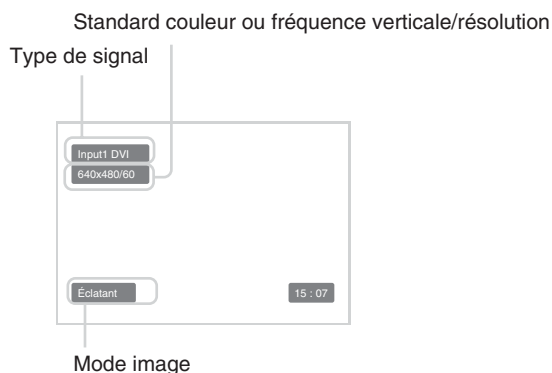 Standard couleur ou fréquence verticale/résolution
Type de signal
Input1 DVI
640x480/60
Éclatant
15 : 07
Mode image